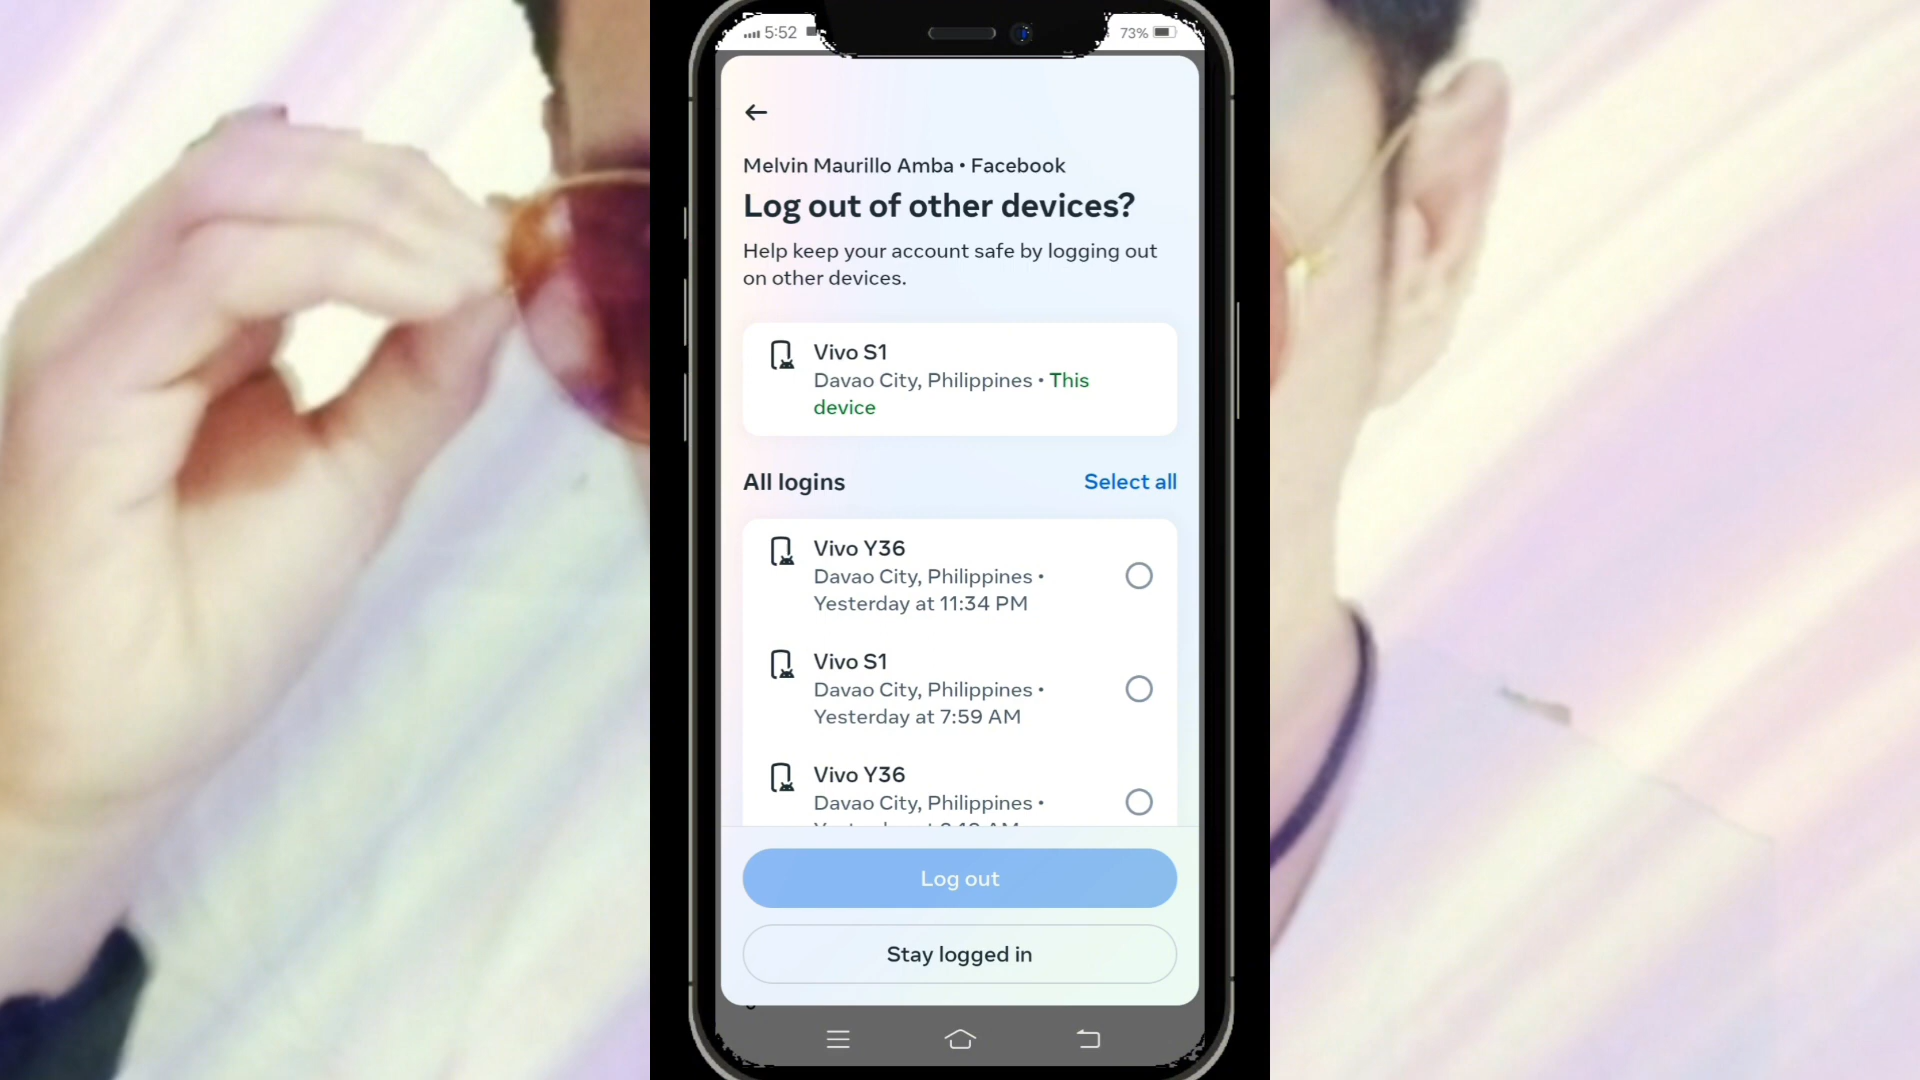 5:52
73%
Melvin Maurillo Amba • Facebook
Log out of other devices?
Help keep your account safe by logging out
on other devices.
Vivo S1
Davao City, Philippines • This
device
All logins
Select all
Vivo Y36
Davao City, Philippines •
Yesterday at 11:34 PM
Vivo S1
Davao City, Philippines •
Yesterday at 7:59 AM
Vivo Y36
Davao City, Philippines •
Log out
Stay logged in